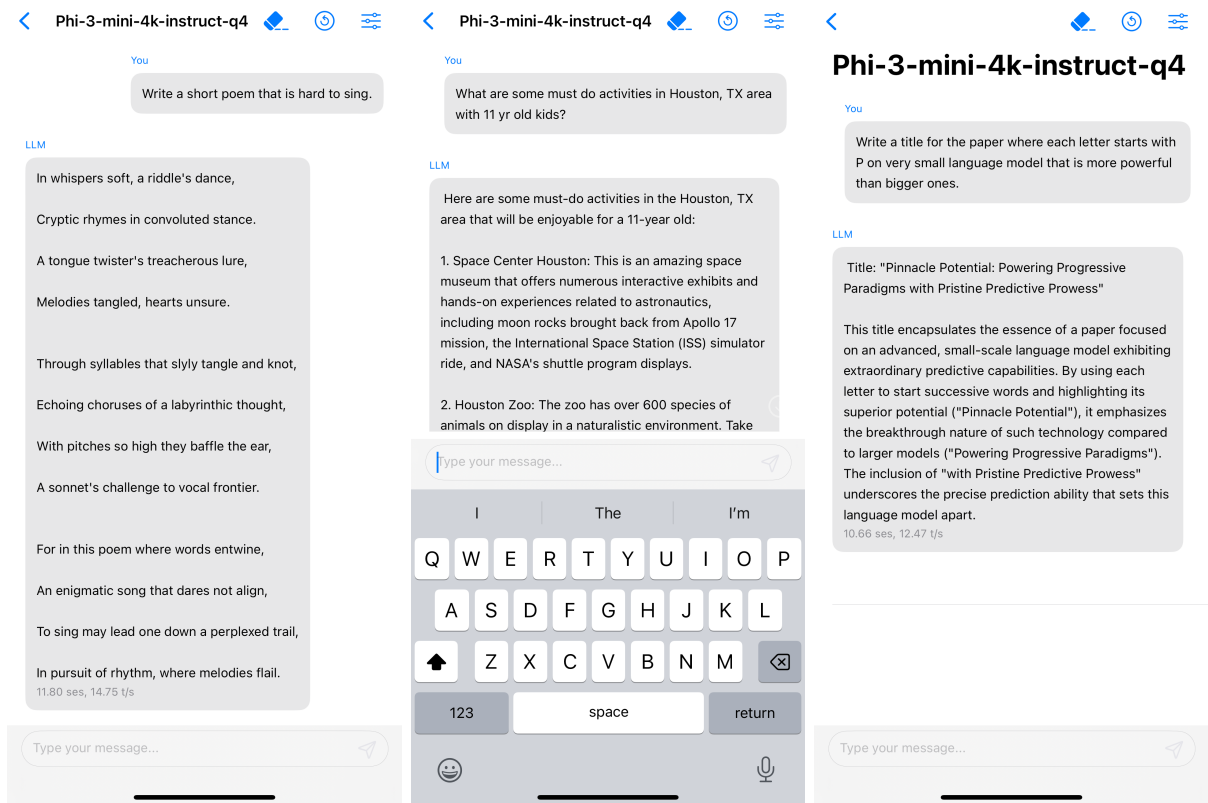 Phi-3-mini-4k-instruct-q4
You
Write a short poem that is hard to sing.
LLM
In whispers soft, a riddle's dance,
Cryptic rhymes in convoluted stance.
A tongue twister's treacherous lure,
Melodies tangled, hearts unsure.
Through syllables that slyly tangle and knot,
Echoing choruses of a labyrinthic thought,
With pitches so high they baffle the ear,
A sonnet's challenge to vocal frontier.
For in this poem where words entwine,
An enigmatic song that dares not align,
To sing may lead one down a perplexed trail,
In pursuit of rhythm, where melodies flail.
11.80 ses, 14.75 t/s
Type your message...
Phi-3-mini-4k-instruct-q4
You
What are some must do activities in Houston, TX area
with 11 yr old kids?
LLM
Here are some must-do activities in the Houston, TX
area that will be enjoyable for a 11-year old:
1. Space Center Houston: This is an amazing space
museum that offers numerous interactive exhibits and
hands-on experiences related to astronautics,
including moon rocks brought back from Apollo 17
mission, the International Space Station (ISS) simulator
ride, and NASA's shuttle program displays.
2. Houston Zoo: The zoo has over 600 species of
animals on display in a naturalistic environment. Take
Type your message...
I The I'm
Q W E R T Y U I O P
A S D F G H J K L
Z X C V B N M
123 space return
Phi-3-mini-4k-instruct-q4
You
Write a title for the paper where each letter starts with
P on very small language model that is more powerful
than bigger ones.
LLM
Title: "Pinnacle Potential: Powering Progressive
Paradigms with Pristine Predictive Prowess"
This title encapsulates the essence of a paper focused
on an advanced, small-scale language model exhibiting
extraordinary predictive capabilities. By using each
letter to start successive words and highlighting its
superior potential ("Pinnacle Potential"), it emphasizes
the breakthrough nature of such technology compared
to larger models ("Powering Progressive Paradigms").
The inclusion of "with Pristine Predictive Prowess"
underscores the precise prediction ability that sets this
language model apart.
10.66 ses, 12.47 t/s
Type your message...